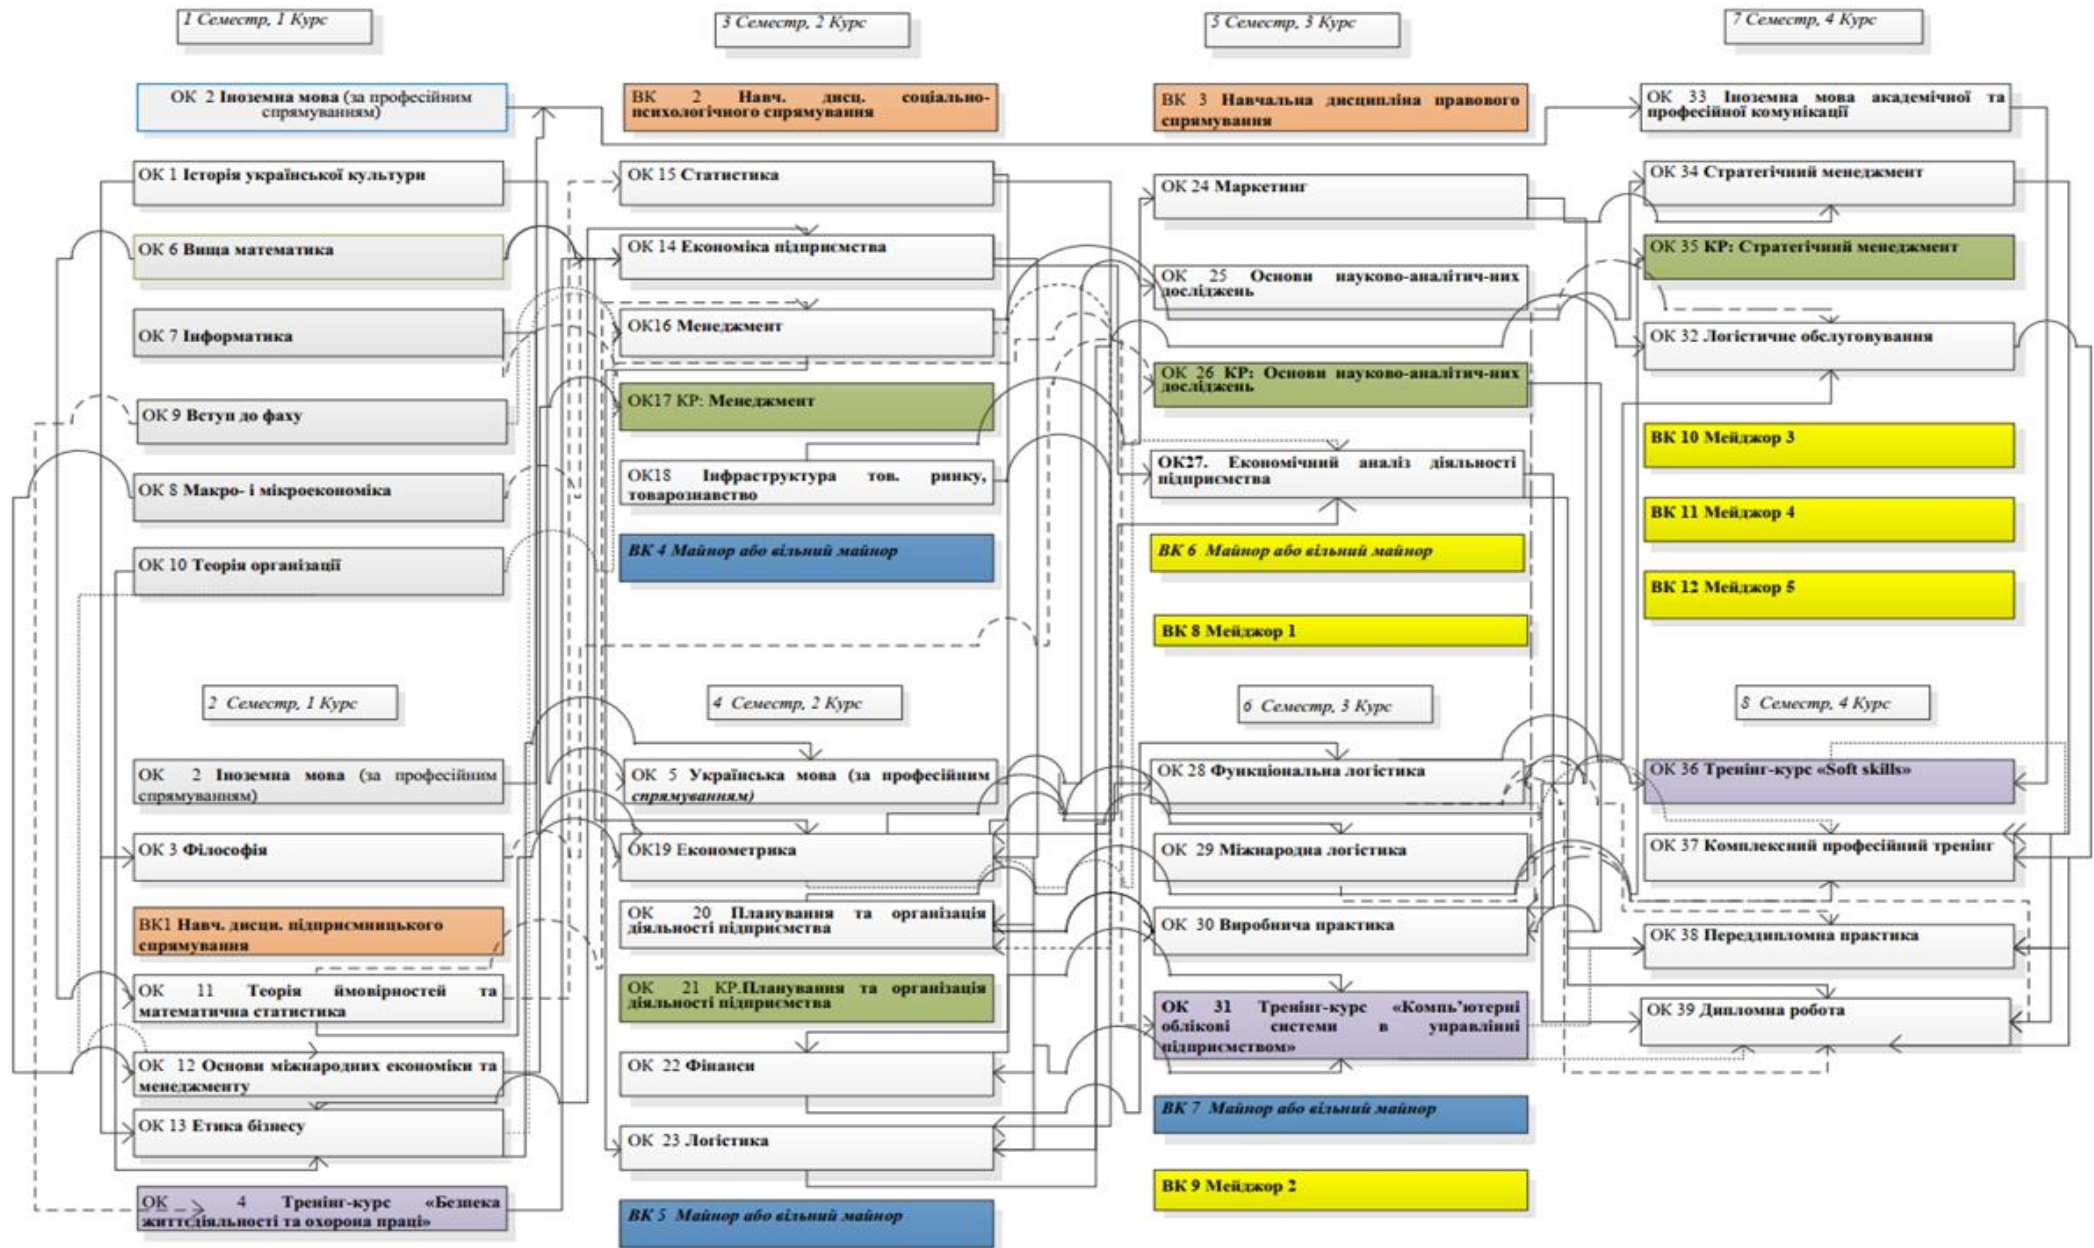 1 Семестр, 1 Курс
ОК 2 Іноземна мова (за професійним
спрямуванням)
ОК 1 Історія української культури
ОК 6 Вища математика
ОК 7 Інформатика
ОК 9 Вступ до фаху
ОК 8 Макро- і мікроекономіка
ОК 10 Теорія організації
2 Семестр, 1 Курс
ОК 2 Іноземна мова (за професійним
спрямуванням)
ОК 3 Філософія
ВК1 Навч. дисци. підприємницького
спрямування
ОК 11 Теорія ймовірностей та
математична статистика
ОК 12 Основи міжнародних економіки та
менеджменту
ОК 13 Етика бізнесу
ОК 4 Тренінг-курс «Безпека
життєдіяльності та охорона праці»
3 Семестр, 2 Курс
ВК 2 Навч. дисц. соціально-
психологічного спрямування
ОК 15 Статистика
ОК 14 Економіка підприємства
ОК16 Менеджмент
ОК17 КР: Менеджмент
ОК18 Інфраструктура тов. ринку,
товарознавство
ВК 4 Майнор або вільний майнор
4 Семестр, 2 Курс
ОК 5 Українська мова (за професійним
спрямуванням)
ОК19 Економетрика
ОК 20 Планування та організація
діяльності підприємства
ОК 21 КР.Планування та організація
діяльності підприємства
ОК 22 Фінанси
ОК 23 Логістика
ВК 5 Майнор або вільний майнор
5 Семестр, 3 Курс
ВК 3 Навчальна дисципліна правового
спрямування
ОК 24 Маркетинг
ОК 25 Основи науково-аналітич-них
досліджень
ОК 26 КР: Основи науково-аналітич-них
досліджень
ОК27. Економічний аналіз діяльності
підприємства
ВК 6 Майнор або вільний майнор
ВК 8 Мейджор 1
6 Семестр, 3 Курс
ОК 28 Функціональна логістика
ОК 29 Міжнародна логістика
ОК 30 Виробнича практика
ОК 31 Тренінг-курс «Комп’ютерні
облікові системи в управлінні
підприємством»
ВК 7 Майнор або вільний майнор
ВК 9 Мейджор 2
7 Семестр, 4 Курс
ОК 33 Іноземна мова академічної та
професійної комунікації
ОК 34 Стратегічний менеджмент
ОК 35 КР: Стратегічний менеджмент
ОК 32 Логістичне обслуговування
ВК 10 Мейджор 3
ВК 11 Мейджор 4
ВК 12 Мейджор 5
8 Семестр, 4 Курс
ОК 36 Тренінг-курс «Soft skills»
ОК 37 Комплексний професійний тренінг
ОК 38 Переддипломна практика
ОК 39 Дипломна робота